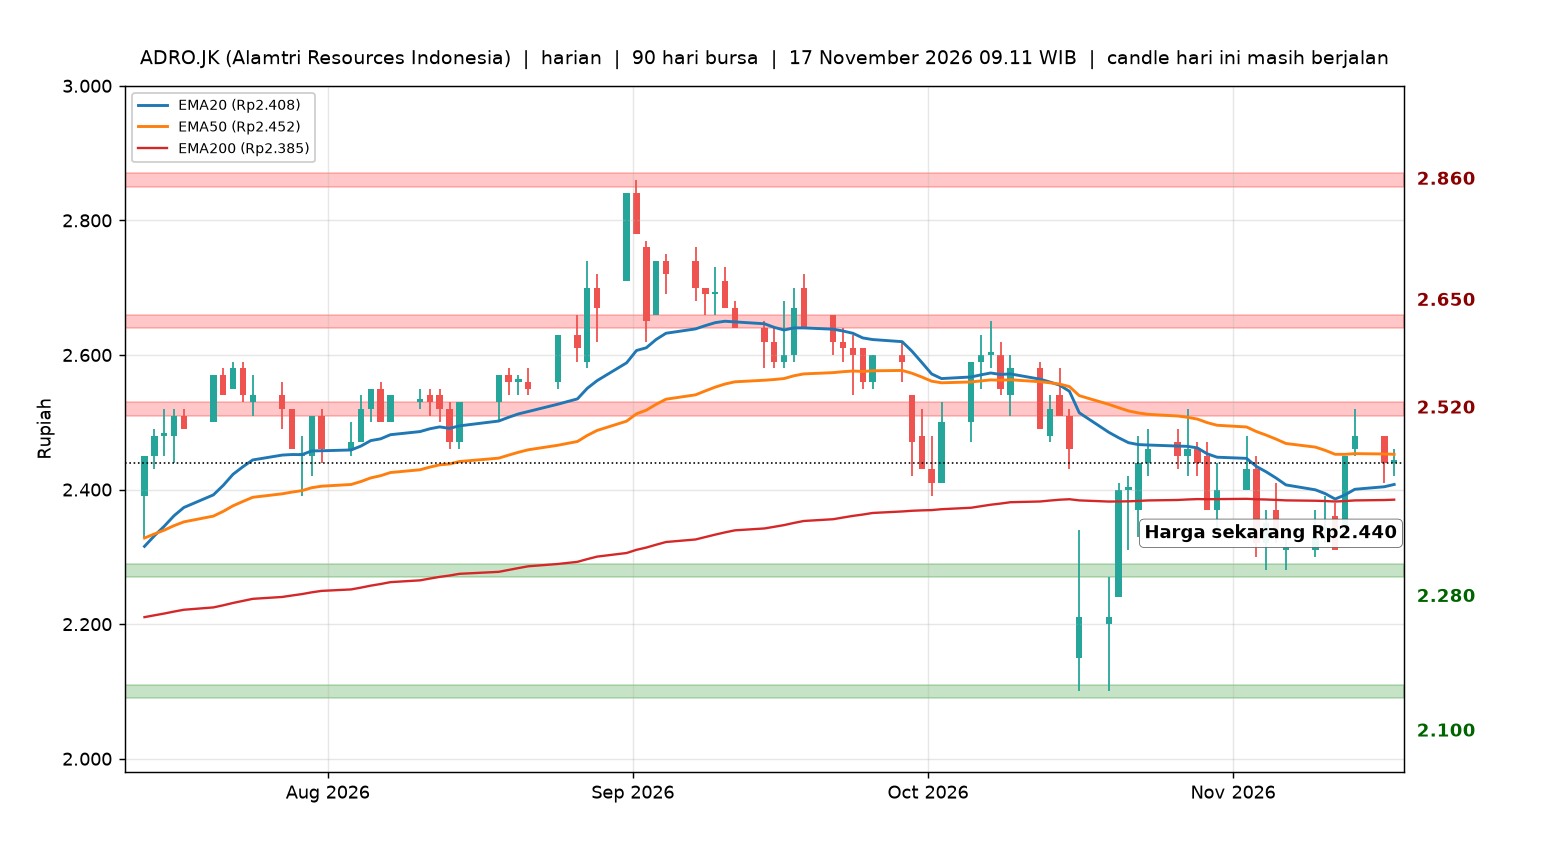 ADRO.JK (Alamtri Resources Indonesia) | harian | 90 hari bursa | 17 November 2026 09.11 WIB | candle hari ini masih berjalan
EMA20 (Rp2.408)
EMA50 (Rp2.452)
EMA200 (Rp2.385)
3.000
2.800
2.600
2.400
2.200
2.000
Rupiah
2.860
2.650
2.520
2.280
2.100
Harga sekarang Rp2.440
Aug 2026
Sep 2026
Oct 2026
Nov 2026